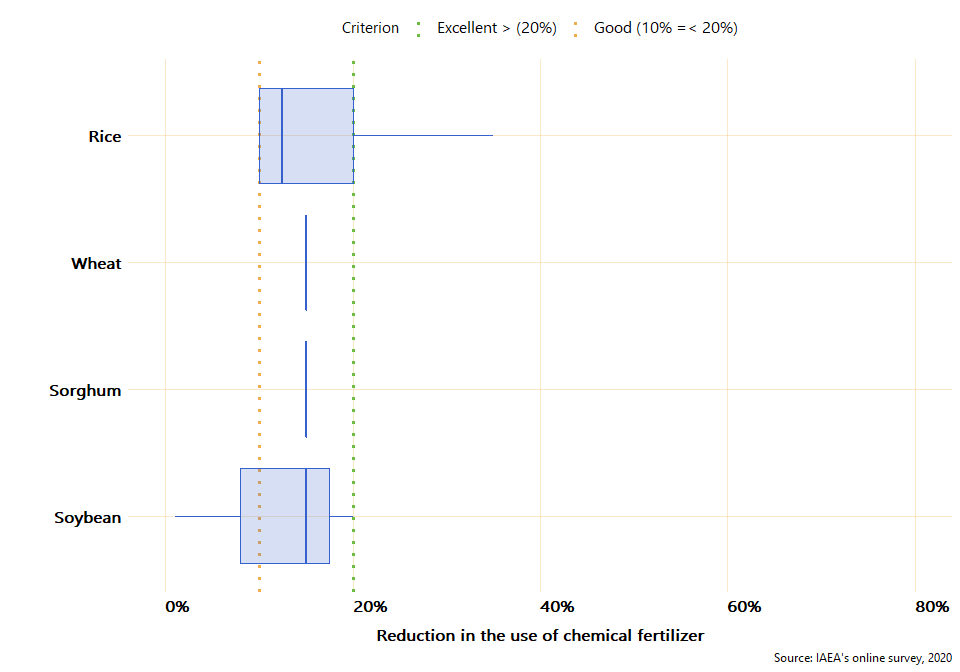 Criterion Excellent > (20%) Good (10% =< 20%)
Rice
Wheat
Sorghum
Soybean
0% 20% 40% 60% 80%
Reduction in the use of chemical fertilizer
Source: IAEA's online survey, 2020